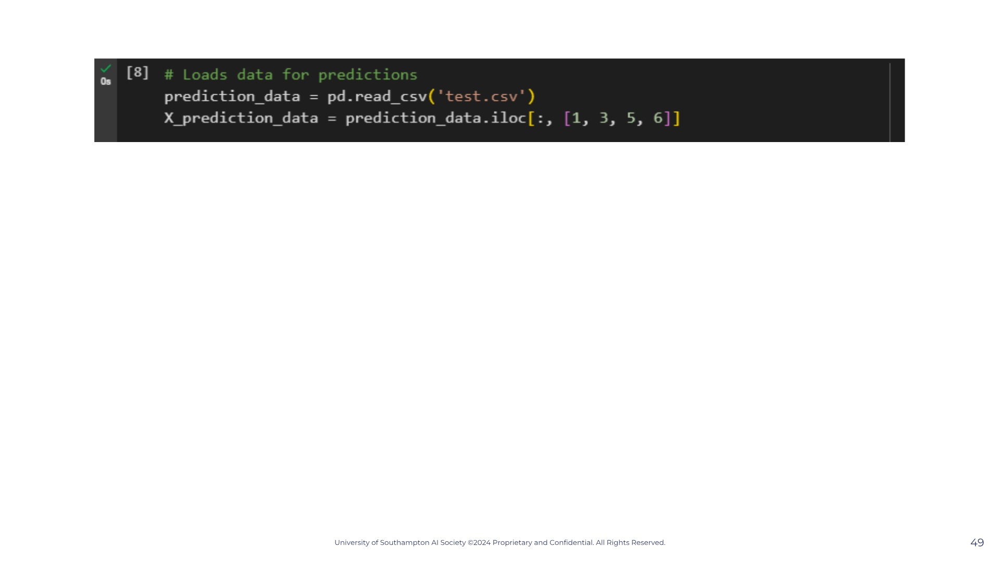 [8] # Loads data for predictions
0s
prediction_data = pd.read_csv('test.csv')
X_prediction_data = prediction_data.iloc[:, [1, 3, 5, 6]]
University of Southampton AI Society ©2024 Proprietary and Confidential. All Rights Reserved.
49